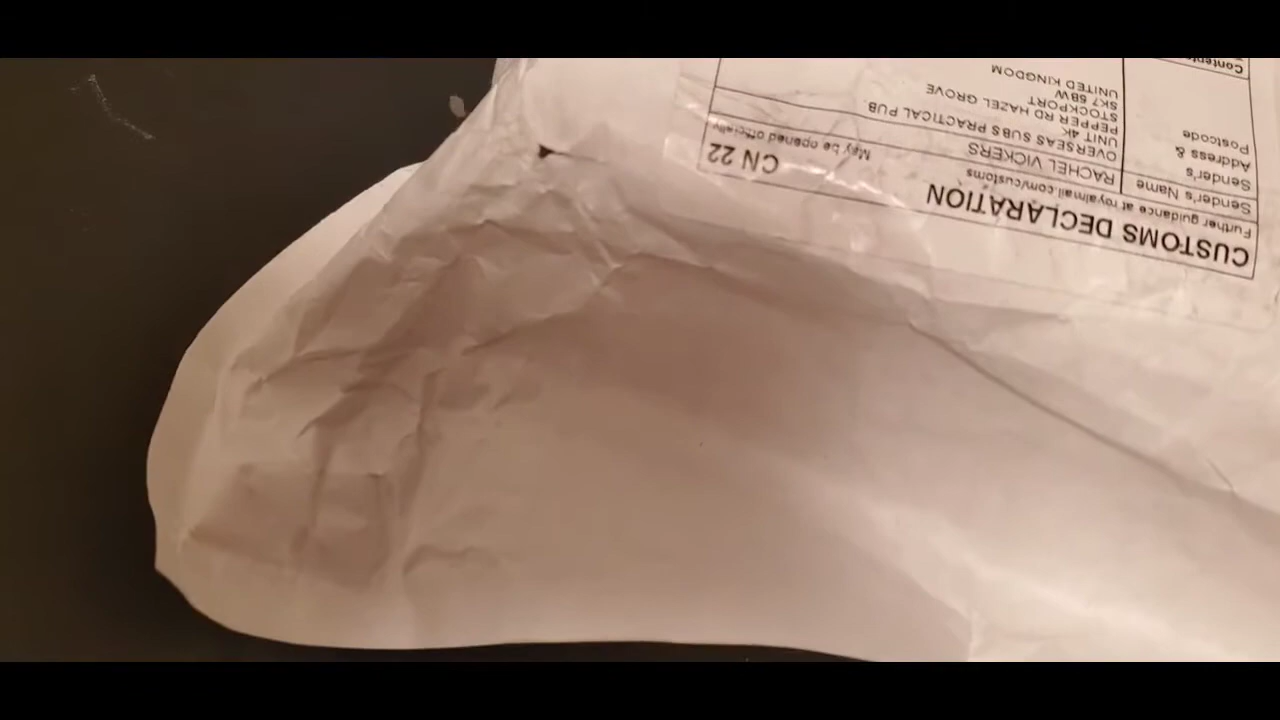 CUSTOMS DECLARATION
Further guidance at royalmail.com/customs
CN 22
May be opened officially
Sender's Name
RACHEL VICKERS
Sender's
Address &
Postcode
OVERSEAS SUBS PRACTICAL PUB
UNIT 4K
PEPPER RD HAZEL GROVE
STOCKPORT
SK7 5BW
UNITED KINGDOM